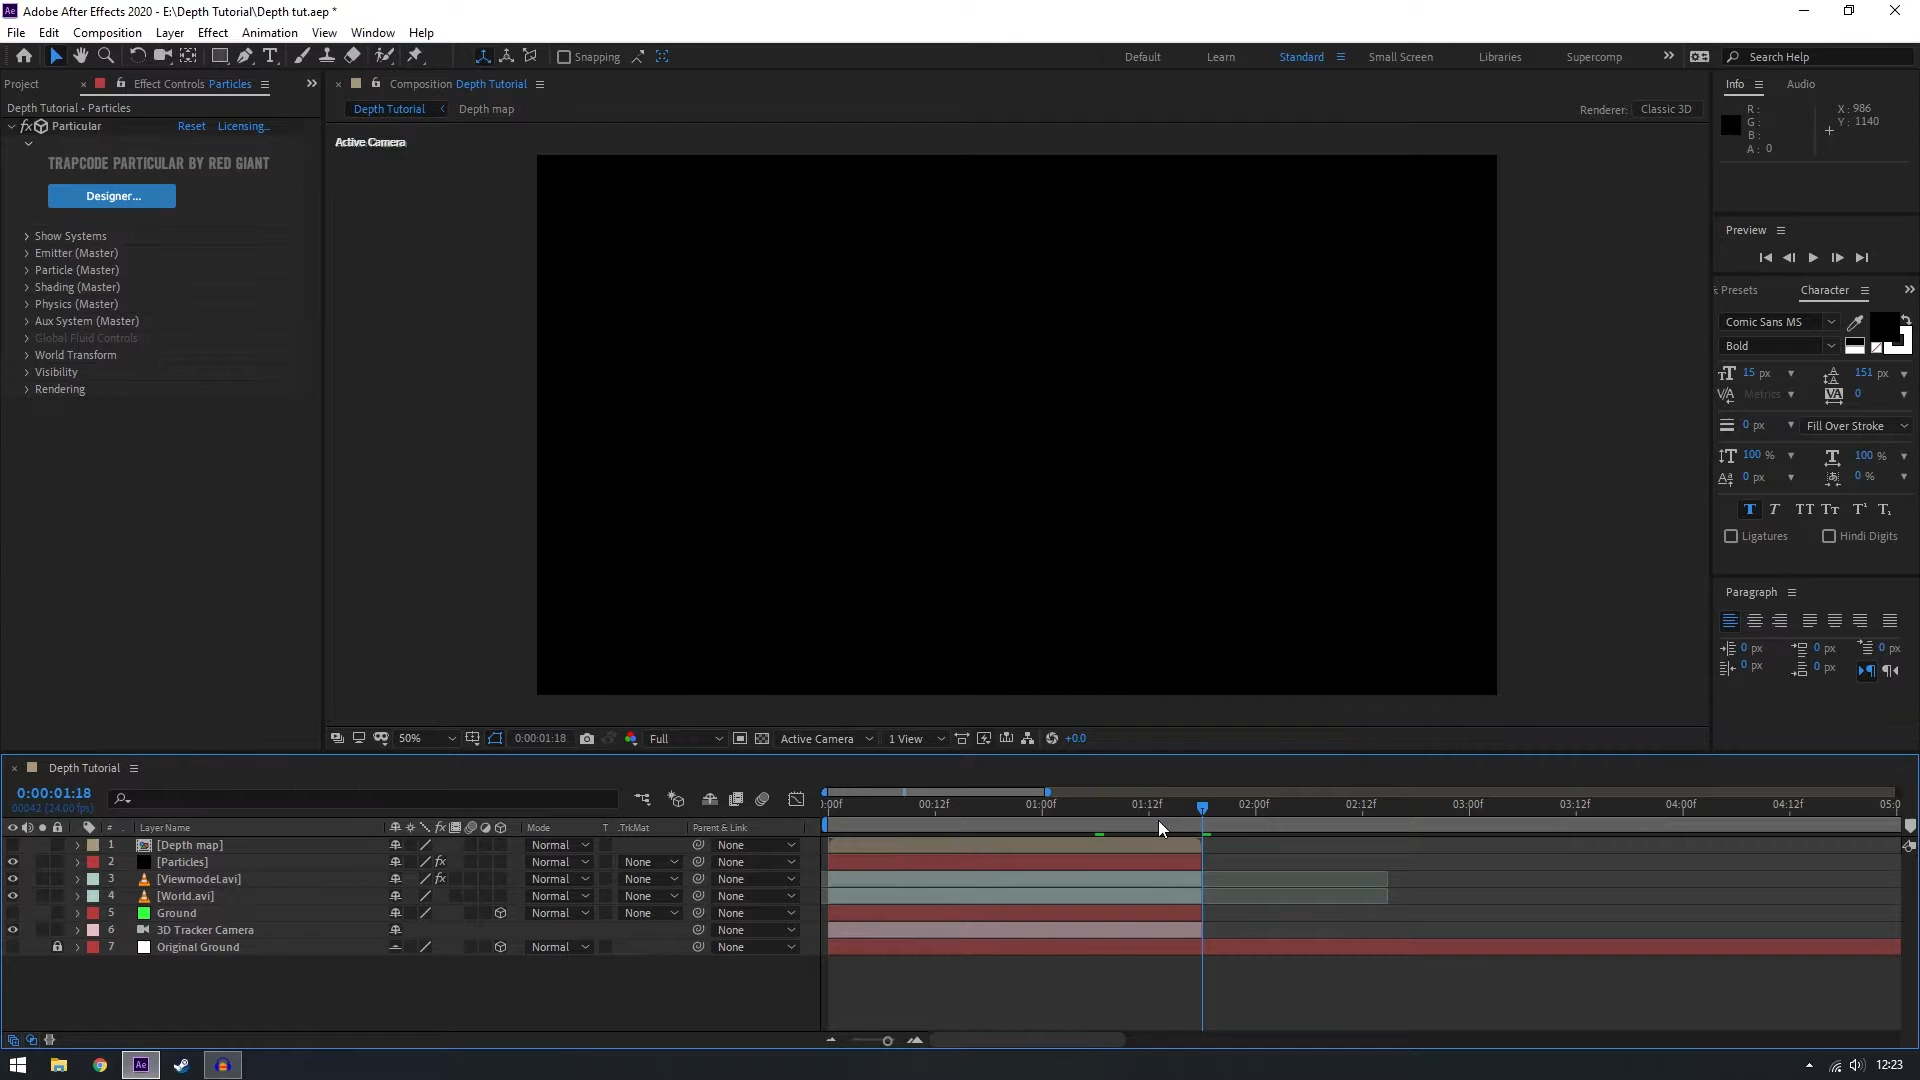 Adobe After Effects 2020 - E:\Depth Tutorial\Depth tut.aep *
File Edit Composition Layer Effect Animation View Window Help
Snapping
Default Learn Standard Small Screen Libraries Supercomp
Search Help
Project Effect Controls Particles
Depth Tutorial • Particles
fx Particular Reset Licensing...
TRAPCODE PARTICULAR BY RED GIANT
Designer...
Show Systems
Emitter (Master)
Particle (Master)
Shading (Master)
Physics (Master)
Aux System (Master)
Global Fluid Controls
World Transform
Visibility
Rendering
Composition Depth Tutorial
Depth Tutorial Depth map
Renderer: Classic 3D
Active Camera
50% 0:00:01:18 Full Active Camera 1 View +0.0
Info Audio
R:
G:
B:
A: 0
X: 986
Y: 1140
Preview
Presets Character
Comic Sans MS
Bold
15 px 151 px
Metrics 0
0 px Fill Over Stroke
100 % 100 %
0 px 0 %
T T TT Tт T¹ T₁
Ligatures Hindi Digits
Paragraph
0 px 0 px 0 px
0 px 0 px
Depth Tutorial
0:00:01:18
00042 (24.00 fps)
# Layer Name Mode T .TrkMat Parent & Link
:00f 00:12f 01:00f 01:12f 02:00f 02:12f 03:00f 03:12f 04:00f 04:12f 05:0
1 [Depth map] Normal None
2 [Particles] fx Normal None None
3 [Viewmodel.avi] fx Normal None None
4 [World.avi] Normal None None
5 Ground Normal None None
6 3D Tracker Camera None
7 Original Ground Normal None
Ae
12:23